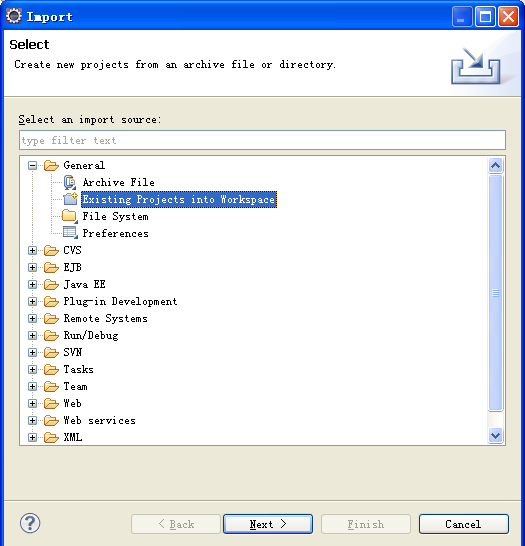 Import
Select
Create new projects from an archive file or directory.
Select an import source:
type filter text
General
Archive File
Existing Projects into Workspace
File System
Preferences
CVS
EJB
Java EE
Plug-in Development
Remote Systems
Run/Debug
SVN
Tasks
Team
Web
Web services
XML
? < Back Next > Finish Cancel